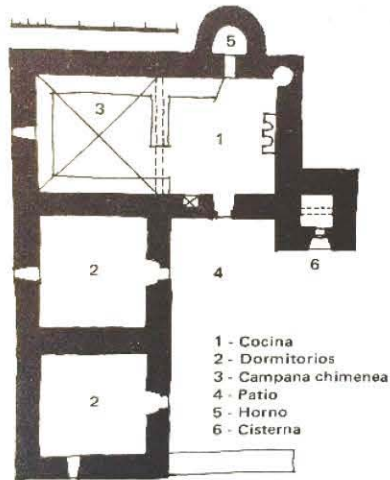 5
3
1
2
4
6
2
1 - Cocina
2 - Dormitorios
3 - Campana chimenea
4 - Patio
5 - Horno
6 - Cisterna